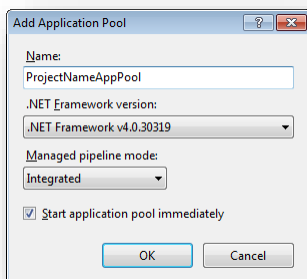 Add Application Pool
Name:
ProjectNameAppPool
.NET Framework version:
.NET Framework v4.0.30319
Managed pipeline mode:
Integrated
Start application pool immediately
OK
Cancel